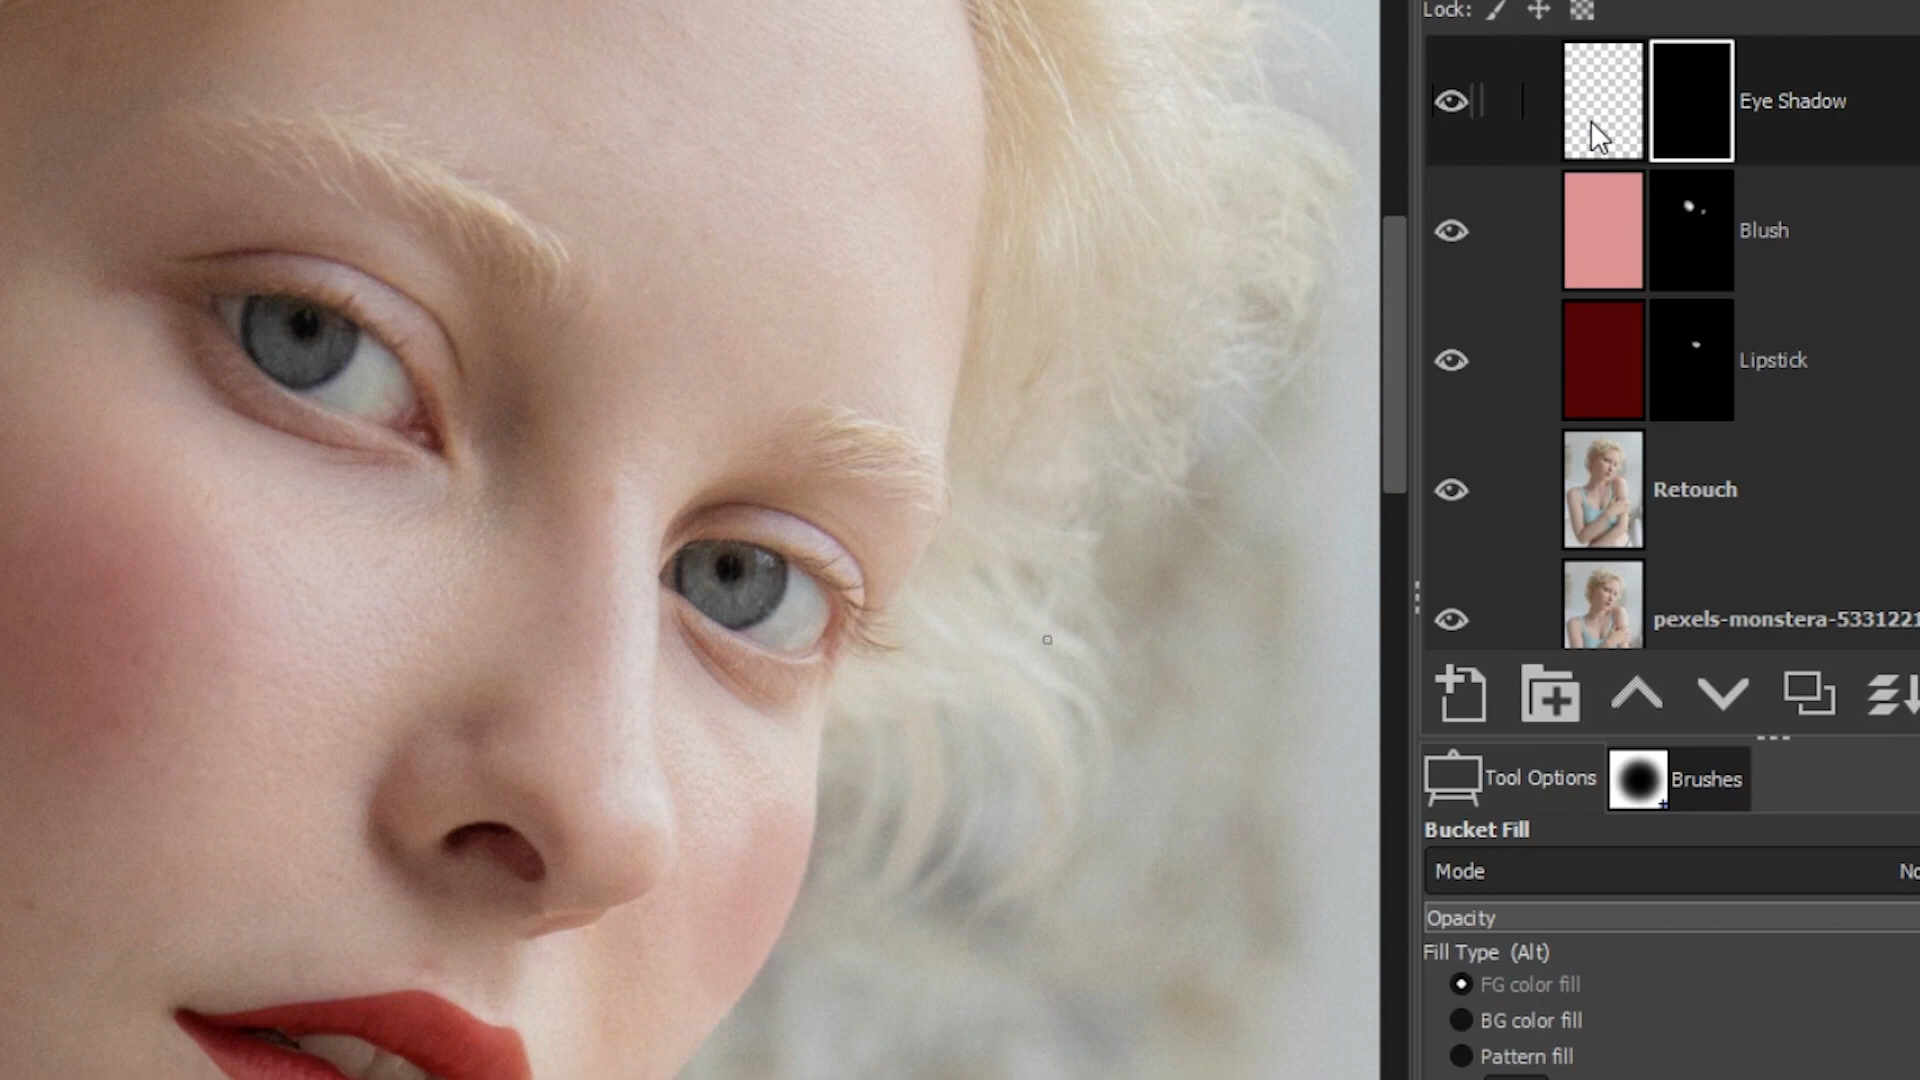 Lock:
Eye Shadow
Blush
Lipstick
Retouch
pexels-monstera-5331221
Tool Options
Brushes
Bucket Fill
Mode
Opacity
Fill Type (Alt)
FG color fill
BG color fill
Pattern fill